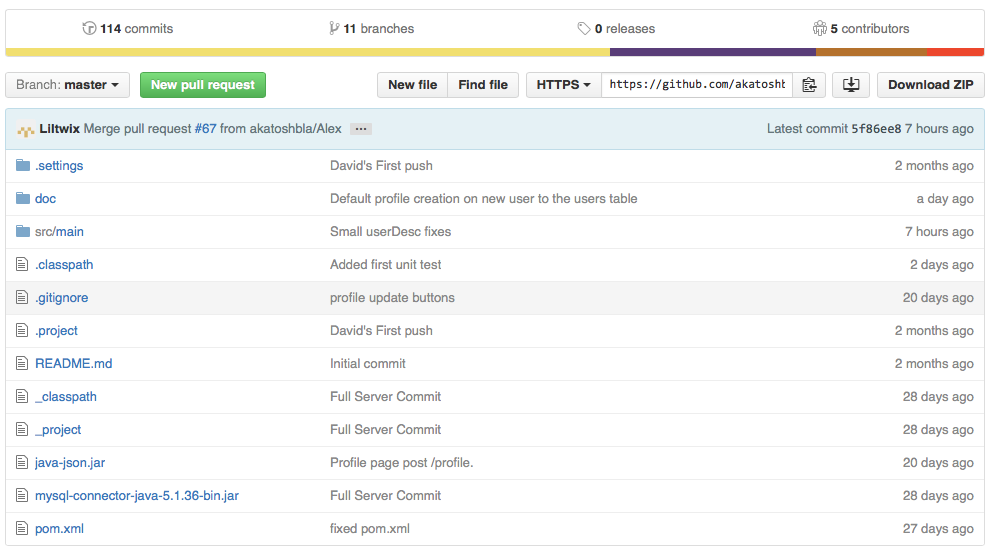 114 commits 11 branches 0 releases 5 contributors
Branch: master New pull request New file Find file HTTPS https://github.com/akatoshb Download ZIP
Liltwix Merge pull request #67 from akatoshbla/Alex ... Latest commit 5f86ee8 7 hours ago
.settings David's First push 2 months ago
doc Default profile creation on new user to the users table a day ago
src/main Small userDesc fixes 7 hours ago
.classpath Added first unit test 2 days ago
.gitignore profile update buttons 20 days ago
.project David's First push 2 months ago
README.md Initial commit 2 months ago
_classpath Full Server Commit 28 days ago
_project Full Server Commit 28 days ago
java-json.jar Profile page post /profile. 20 days ago
mysql-connector-java-5.1.36-bin.jar Full Server Commit 28 days ago
pom.xml fixed pom.xml 27 days ago